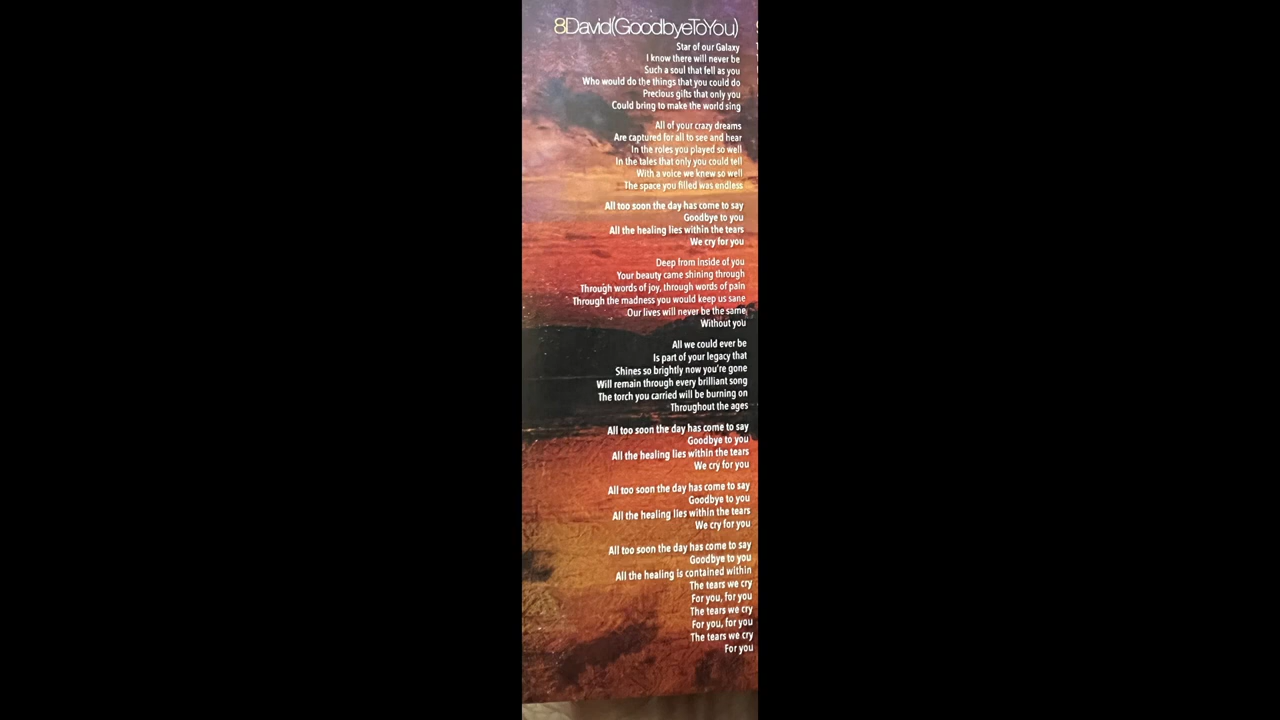 8David(GoodbyeToYou)
Star of our Galaxy
I know there will never be
Such a soul that fell as you
Who would do the things that you could do
Precious gifts that only you
Could bring to make the world sing
All of your crazy dreams
Are captured for all to see and hear
In the roles you played so well
In the tales that only you could tell
With a voice we knew so well
The space you filled was endless
All too soon the day has come to say
Goodbye to you
All the healing lies within the tears
We cry for you
Deep from inside of you
Your beauty came shining through
Through words of joy, through words of pain
Through the madness you would keep us sane
Our lives will never be the same
Without you
All we could ever be
Is part of your legacy that
Shines so brightly now you're gone
Will remain through every brilliant song
The torch you carried will be burning on
Throughout the ages
All too soon the day has come to say
Goodbye to you
All the healing lies within the tears
We cry for you
All too soon the day has come to say
Goodbye to you
All the healing lies within the tears
We cry for you
All too soon the day has come to say
Goodbye to you
All the healing is contained within
The tears we cry
For you, for you
The tears we cry
For you, for you
The tears we cry
For you